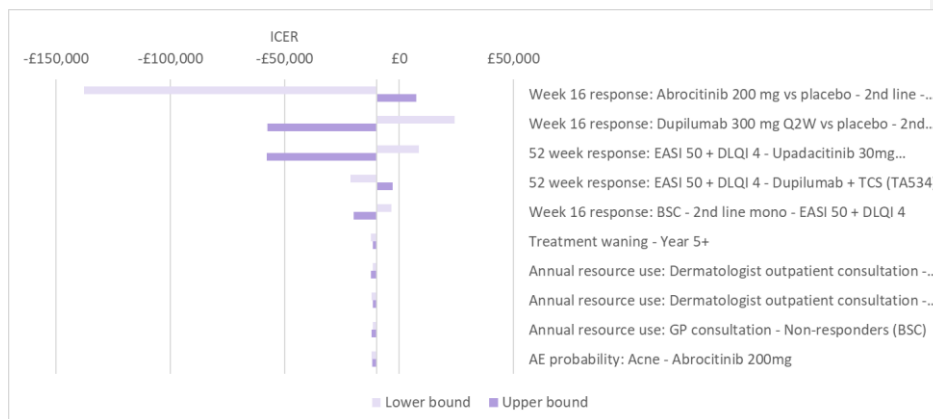 ICER
-£150,000 -£100,000 -£50,000 £0 £50,000
Week 16 response: Abrocitinib 200 mg vs placebo - 2nd line -...
Week 16 response: Dupilumab 300 mg Q2W vs placebo - 2nd...
52 week response: EASI 50 + DLQI 4 - Upadacitinib 30mg...
52 week response: EASI 50 + DLQI 4 - Dupilumab + TCS (TA534)
Week 16 response: BSC - 2nd line mono - EASI 50 + DLQI 4
Treatment waning - Year 5+
Annual resource use: Dermatologist outpatient consultation -...
Annual resource use: Dermatologist outpatient consultation -...
Annual resource use: GP consultation - Non-responders (BSC)
AE probability: Acne - Abrocitinib 200mg
Lower bound Upper bound